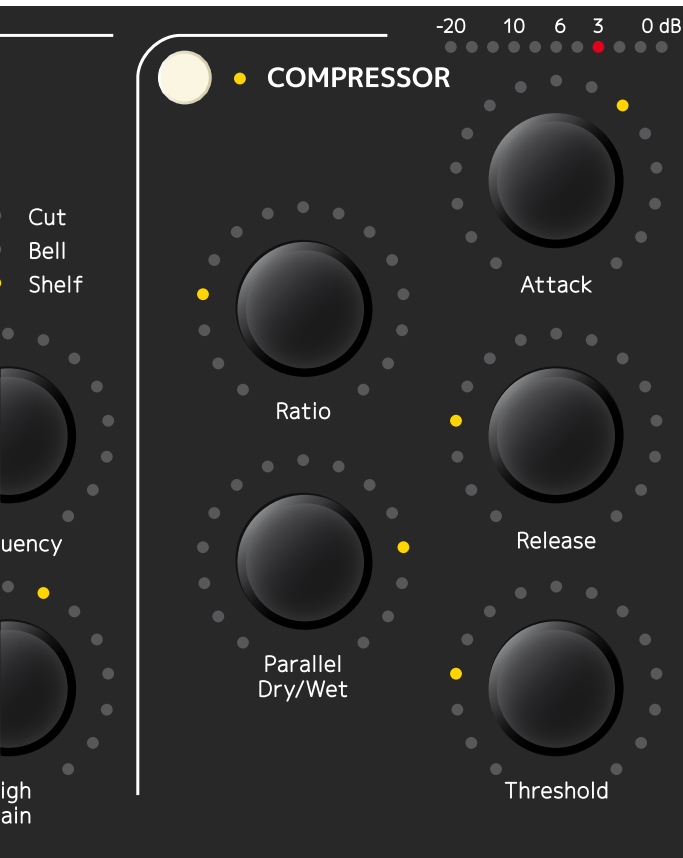 -20 10 6 3 0 dB
COMPRESSOR
Cut
Bell
Shelf
Attack
Ratio
uency
Release
Parallel
Dry/Wet
igh
ain
Threshold